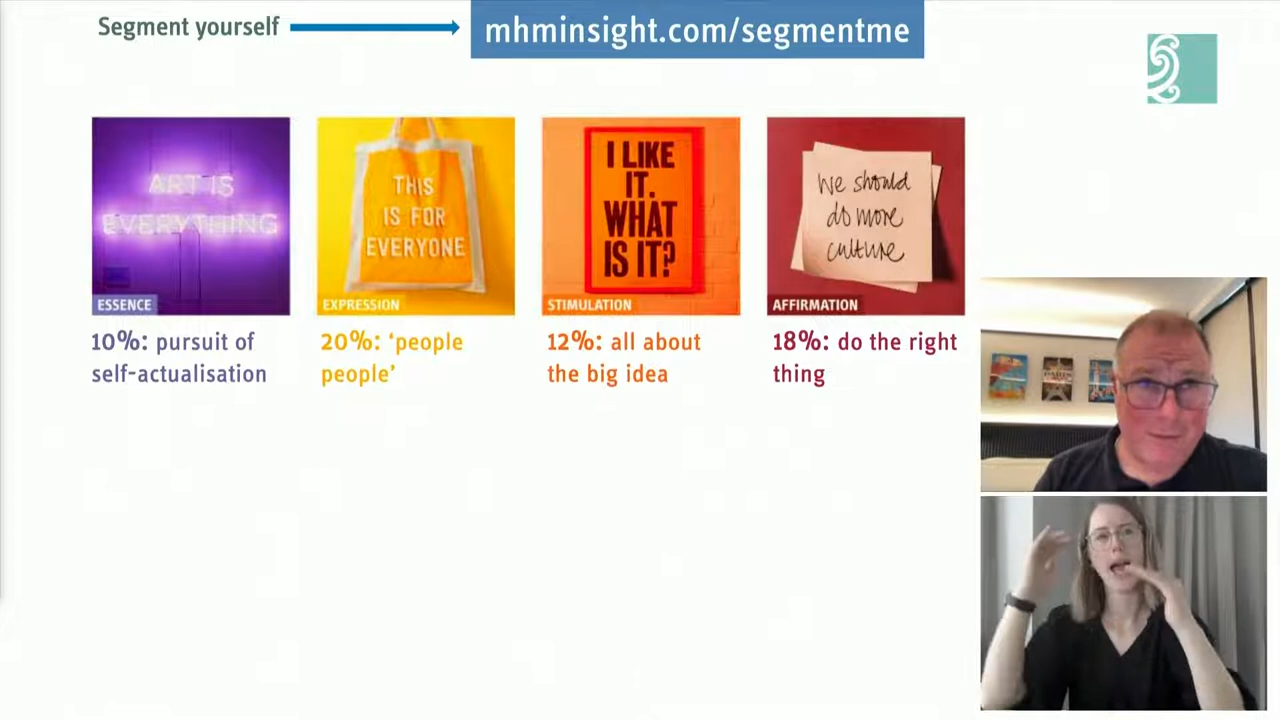 Segment yourself
mhminsight.com/segmentme
ART IS
EVERYTHING
ESSENCE
10%: pursuit of
self-actualisation
THIS
IS FOR
EVERYONE
EXPRESSION
20%: ‘people
people’
I LIKE
IT.
WHAT
IS IT?
STIMULATION
12%: all about
the big idea
We should
do more
culture
AFFIRMATION
18%: do the right
thing